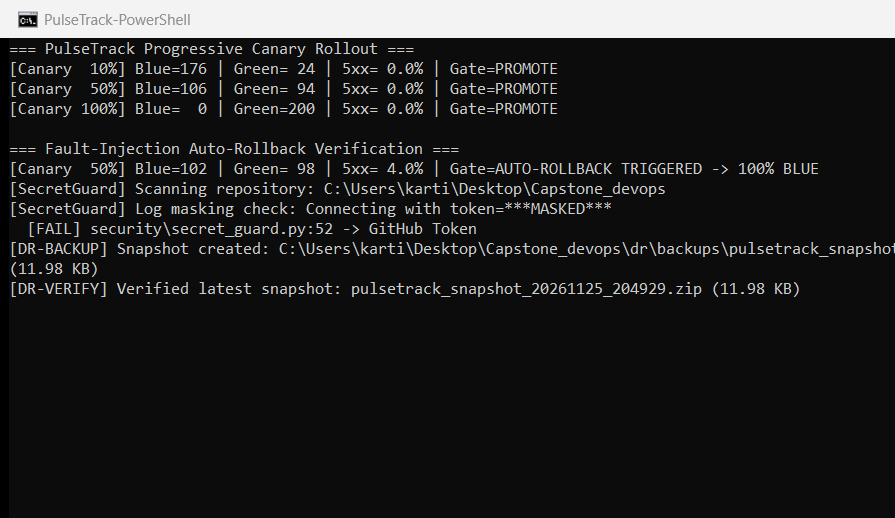 PulseTrack-PowerShell
=== PulseTrack Progressive Canary Rollout ===
[Canary  10%] Blue=176 | Green= 24 | 5xx= 0.0% | Gate=PROMOTE
[Canary  50%] Blue=106 | Green= 94 | 5xx= 0.0% | Gate=PROMOTE
[Canary 100%] Blue=  0 | Green=200 | 5xx= 0.0% | Gate=PROMOTE
=== Fault-Injection Auto-Rollback Verification ===
[Canary  50%] Blue=102 | Green= 98 | 5xx= 4.0% | Gate=AUTO-ROLLBACK TRIGGERED -> 100% BLUE
[SecretGuard] Scanning repository: C:\Users\karti\Desktop\Capstone_devops
[SecretGuard] Log masking check: Connecting with token=***MASKED***
  [FAIL] security\secret_guard.py:52 -> GitHub Token
[DR-BACKUP] Snapshot created: C:\Users\karti\Desktop\Capstone_devops\dr\backups\pulsetrack_snapshot
(11.98 KB)
[DR-VERIFY] Verified latest snapshot: pulsetrack_snapshot_20261125_204929.zip (11.98 KB)